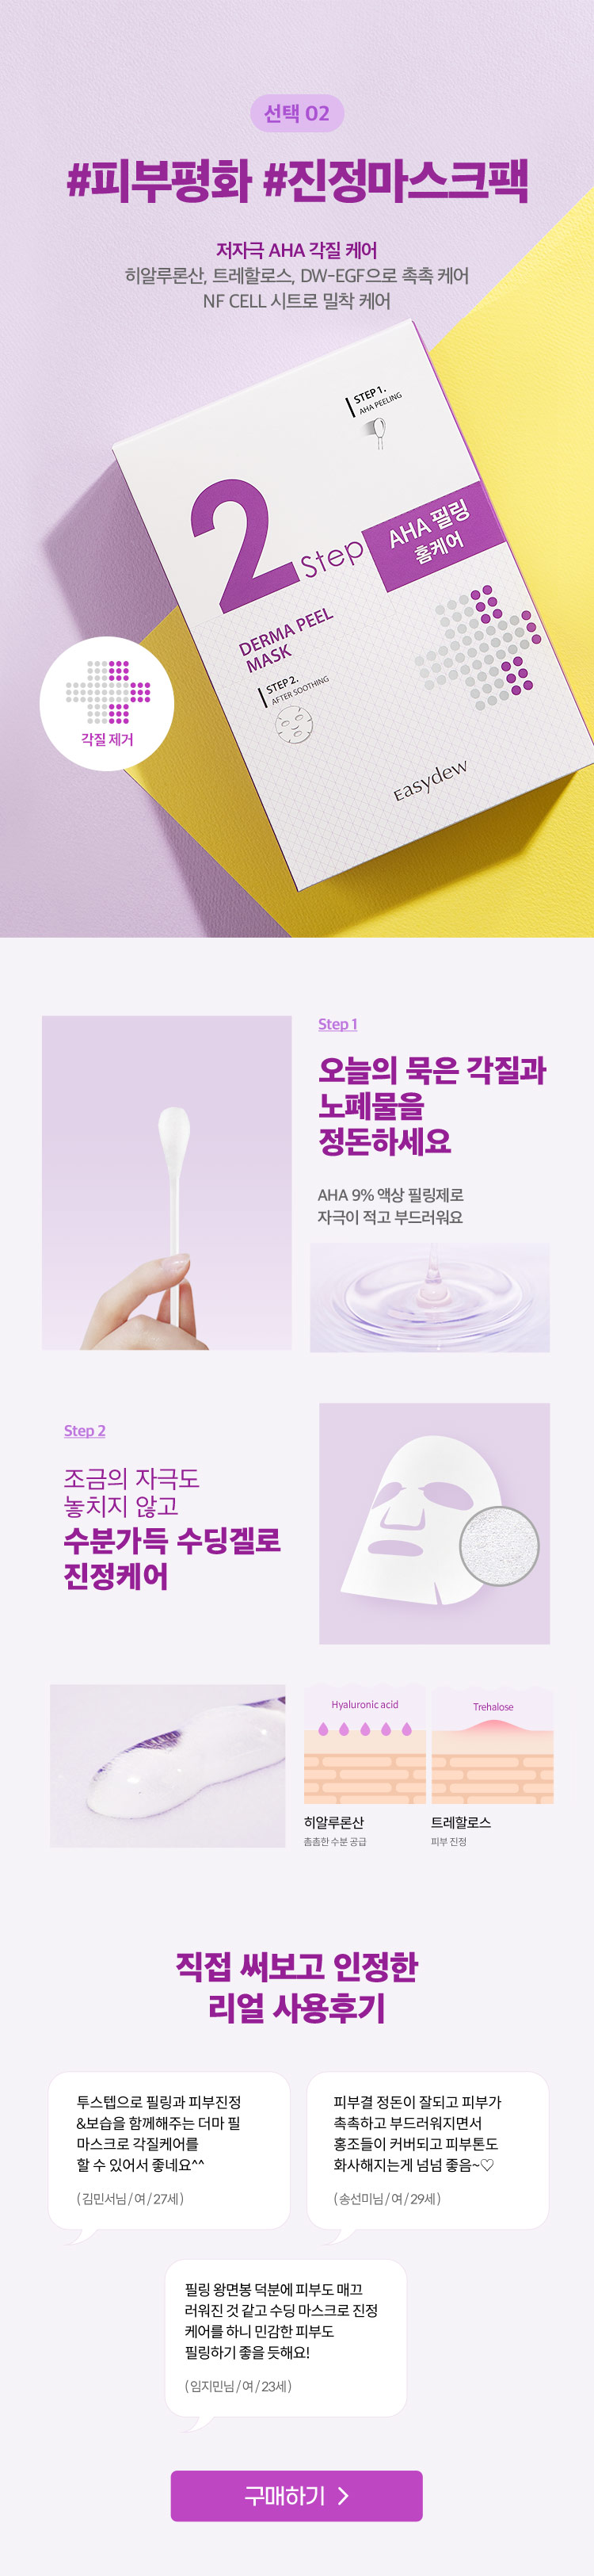 선택 02
#피부평화 #진정마스크팩
저자극 AHA 각질 케어
히알루론산, 트레할로스, DW-EGF으로 촉촉 케어
NF CELL 시트로 밀착 케어
STEP 1.
AHA PEELING
2 Step
AHA 필링
홈케어
DERMA PEEL
MASK
STEP 2.
AFTER SOOTHING
Easydew
각질 제거
Step 1
오늘의 묵은 각질과
노폐물을
정돈하세요
AHA 9% 액상 필링제로
자극이 적고 부드러워요
Step 2
조금의 자극도
놓치지 않고
수분가득 수딩겔로
진정케어
Hyaluronic acid
Trehalose
히알루론산
촘촘한 수분 공급
트레할로스
피부 진정
직접 써보고 인정한
리얼 사용후기
투스텝으로 필링과 피부진정
&보습을 함께해주는 더마 필
마스크로 각질케어를
할 수 있어서 좋네요^^
( 김민서님 / 여 / 27세 )
피부결 정돈이 잘되고 피부가
촉촉하고 부드러워지면서
홍조들이 커버되고 피부톤도
화사해지는게 넘넘 좋음~♡
( 송선미님 / 여 / 29세 )
필링 왕면봉 덕분에 피부도 매끄
러워진 것 같고 수딩 마스크로 진정
케어를 하니 민감한 피부도
필링하기 좋을 듯해요!
( 임지민님 / 여 / 23세 )
구매하기 >